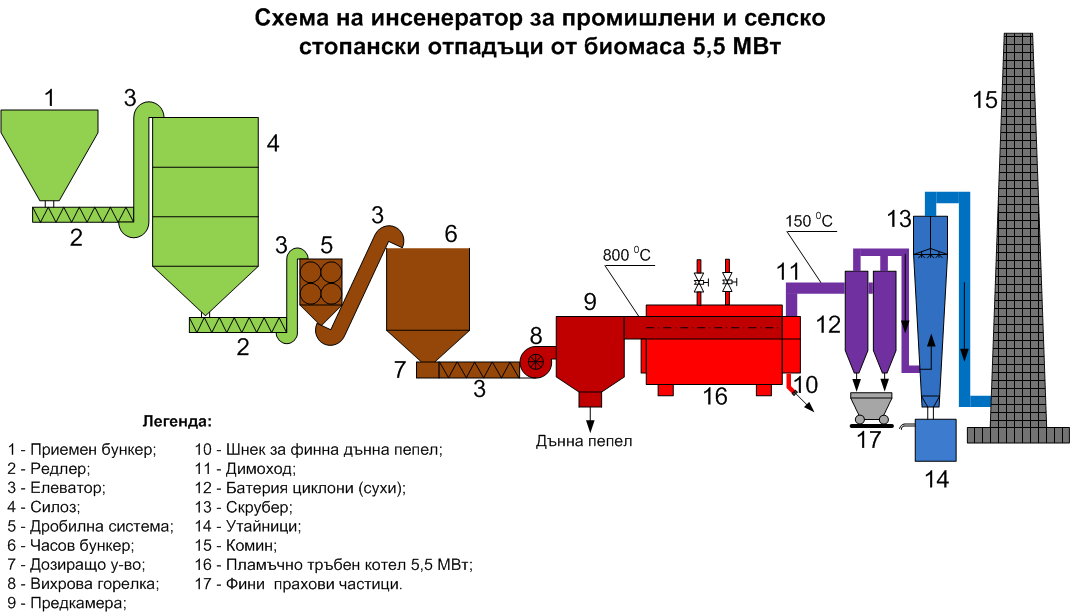 Схема на инсенератор за промишлени и селско
стопански отпадъци от биомаса 5,5 МВт
1
3
4
2
3
5
3
6
2
7
3
8
9
800 ⁰C
16
10
11
150 ⁰C
12
17
13
14
15
Дънна пепел
Легенда:
1 - Приемен бункер;
2 - Редлер;
3 - Елеватор;
4 - Силоз;
5 - Дробилна система;
6 - Часов бункер;
7 - Дозиращо у-во;
8 - Вихрова горелка;
9 - Предкамера;
10 - Шнек за финна дънна пепел;
11 - Димоход;
12 - Батерия циклони (сухи);
13 - Скрубер;
14 - Утайници;
15 - Комин;
16 - Пламъчно тръбен котел 5,5 МВт;
17 - Фини прахови частици.